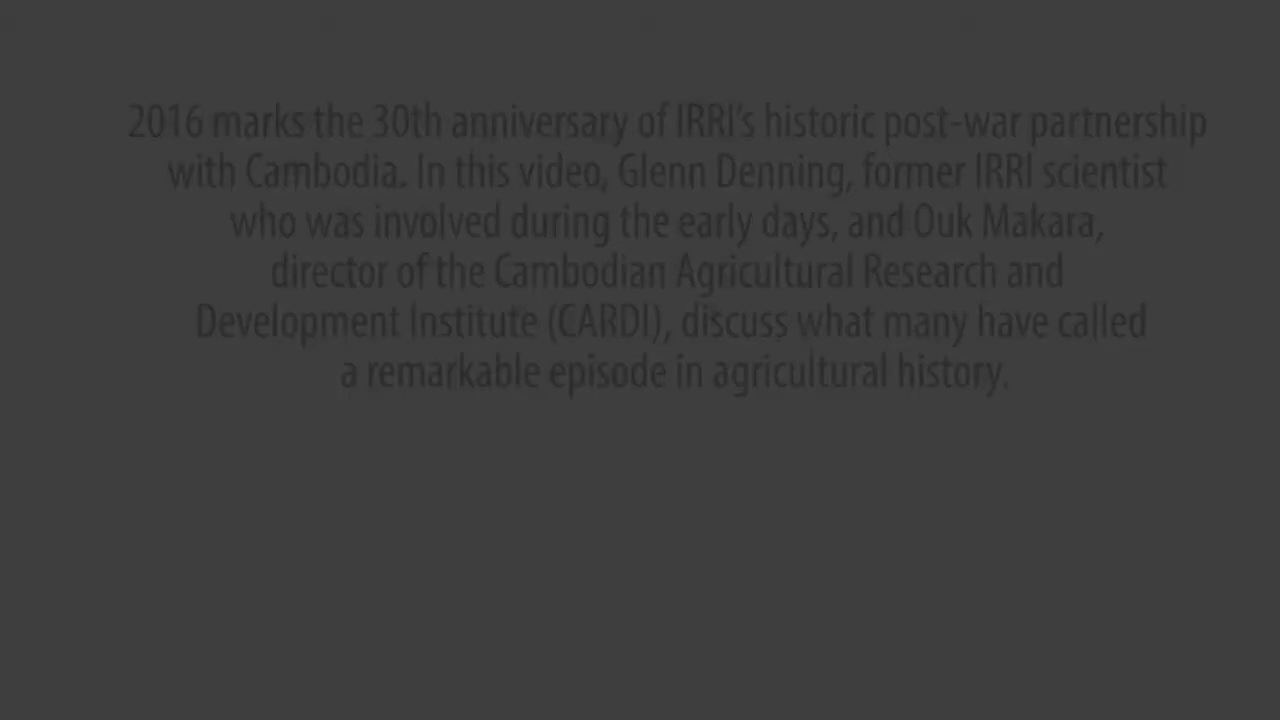 2016 marks the 30th anniversary of IRRI’s historic post-war partnership
with Cambodia. In this video, Glenn Denning, former IRRI scientist
who was involved during the early days, and Ouk Makara,
director of the Cambodian Agricultural Research and
Development Institute (CARDI), discuss what many have called
a remarkable episode in agricultural history.